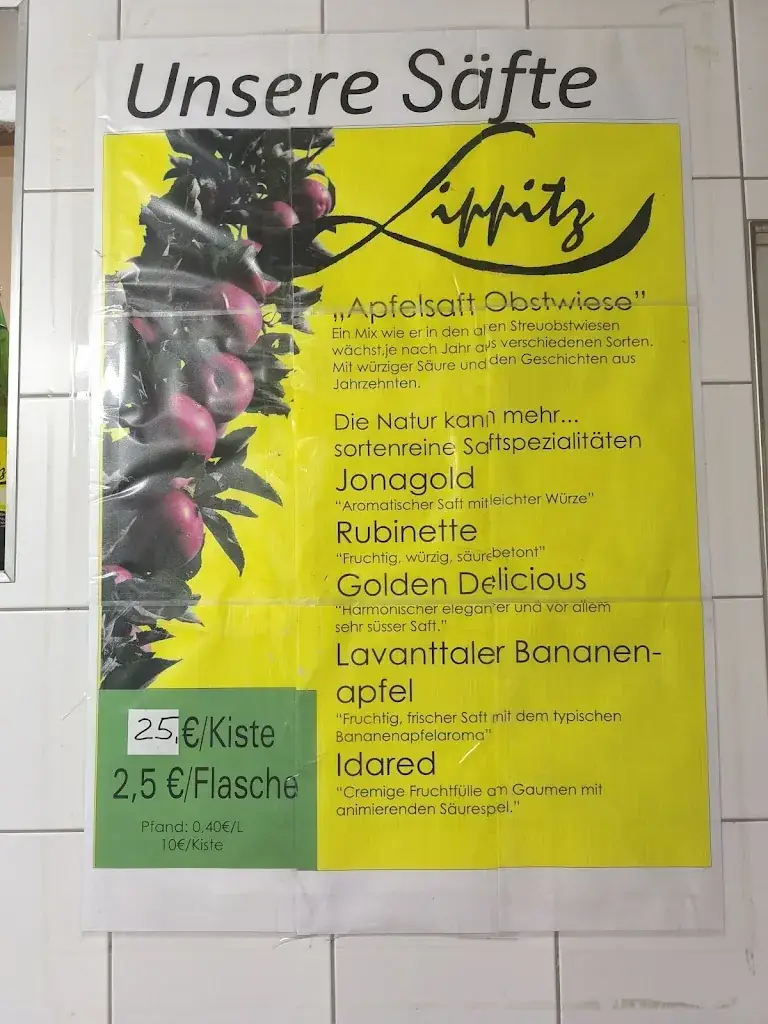 Unsere Säfte
Lippitz
„Apfelsaft Obstwiese”
Ein Mix wie er in den alten Streuobstwiesen
wächst,je nach Jahr aus verschiedenen Sorten.
Mit würziger Säure und den Geschichten aus
Jahrzehnten.
Die Natur kann mehr...
sortenreine Saftspezialitäten
Jonagold
“Aromatischer Saft mit leichter Würze”
Rubinette
“Fruchtig, würzig, säurebetont”
Golden Delicious
“Harmonischer eleganter und vor allem
sehr süsser Saft.”
Lavanttaler Bananen-
apfel
“Fruchtig, frischer Saft mit dem typischen
Bananenapfelaroma”
Idared
“Cremige Fruchtfülle am Gaumen mit
animierenden Säurespel.”
25.€/Kiste
2,5 €/Flasche
Pfand: 0,40€/L
10€/Kiste